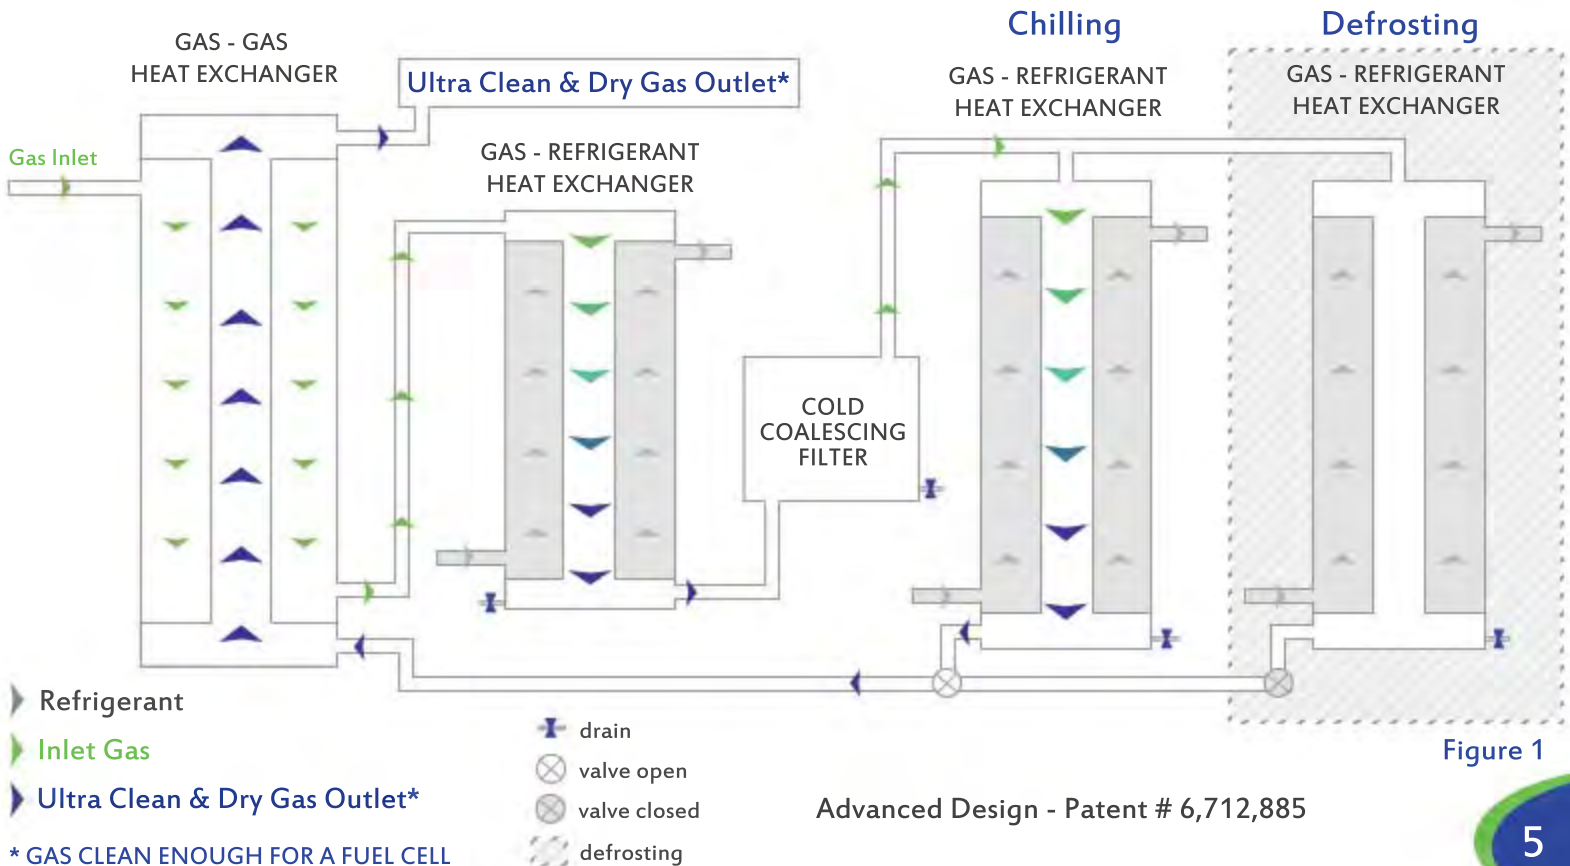 Chilling
Defrosting
GAS - GAS
HEAT EXCHANGER
Ultra Clean & Dry Gas Outlet*
GAS - REFRIGERANT
HEAT EXCHANGER
GAS - REFRIGERANT
HEAT EXCHANGER
Gas Inlet
GAS - REFRIGERANT
HEAT EXCHANGER
COLD
COALESCING
FILTER
Refrigerant
Inlet Gas
Ultra Clean & Dry Gas Outlet*
* GAS CLEAN ENOUGH FOR A FUEL CELL
drain
valve open
valve closed
defrosting
Figure 1
Advanced Design - Patent # 6,712,885
5